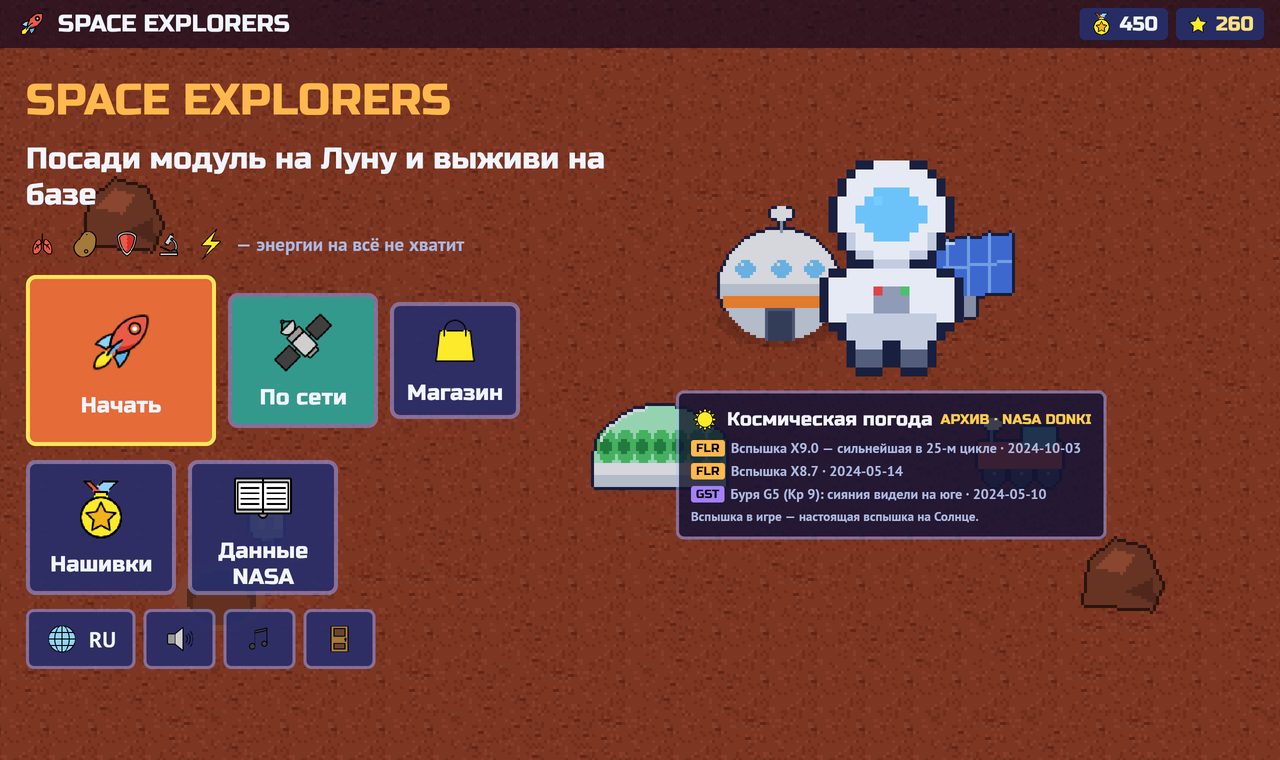 SPACE EXPLORERS
450
260
SPACE EXPLORERS
Посади модуль на Луну и выживи на
базе
— энергии на всё не хватит
Начать
По сети
Магазин
Космическая погода АРХИВ · NASA DONKI
FLR Вспышка X9.0 — сильнейшая в 25-м цикле · 2024-10-03
FLR Вспышка X8.7 · 2024-05-14
GST Буря G5 (Kp 9): сияния видели на юге · 2024-05-10
Вспышка в игре — настоящая вспышка на Солнце.
Нашивки
Данные
NASA
RU